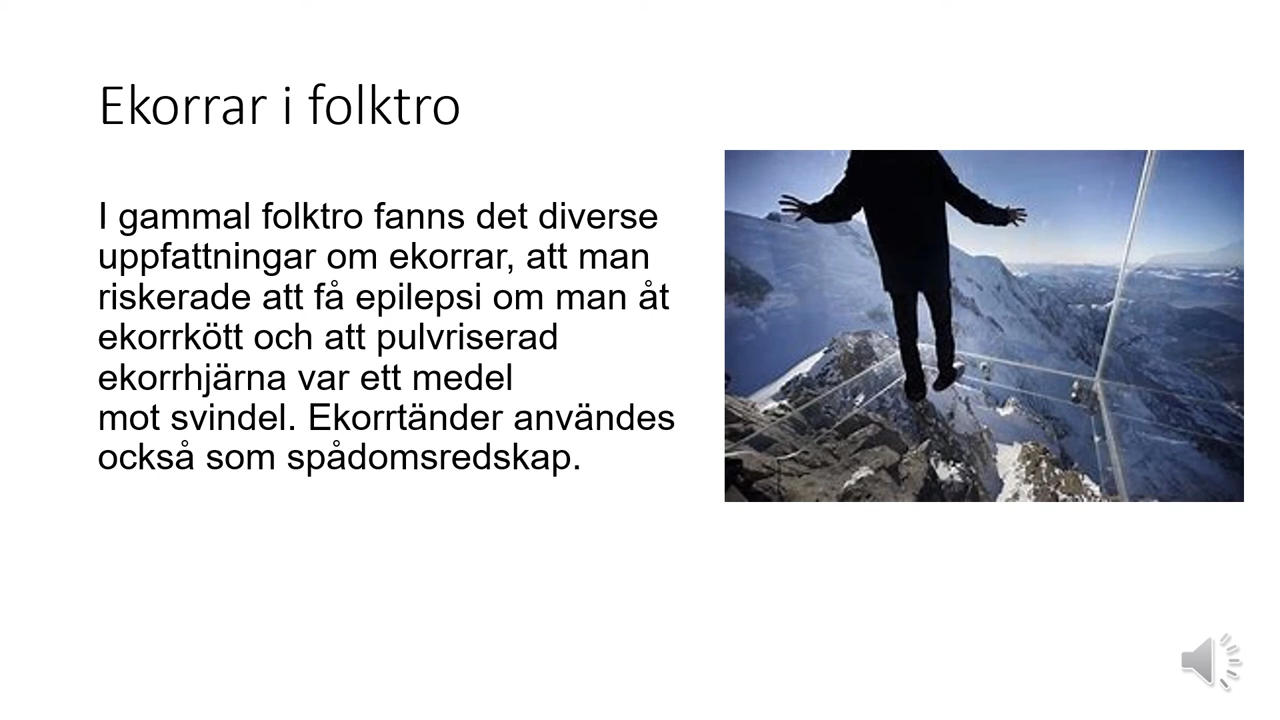 Ekorrar i folktro
I gammal folktro fanns det diverse
uppfattningar om ekorrar, att man
riskerade att få epilepsi om man åt
ekorrkött och att pulvriserad
ekorrhjärna var ett medel
mot svindel. Ekorrtänder användes
också som spådomsredskap.